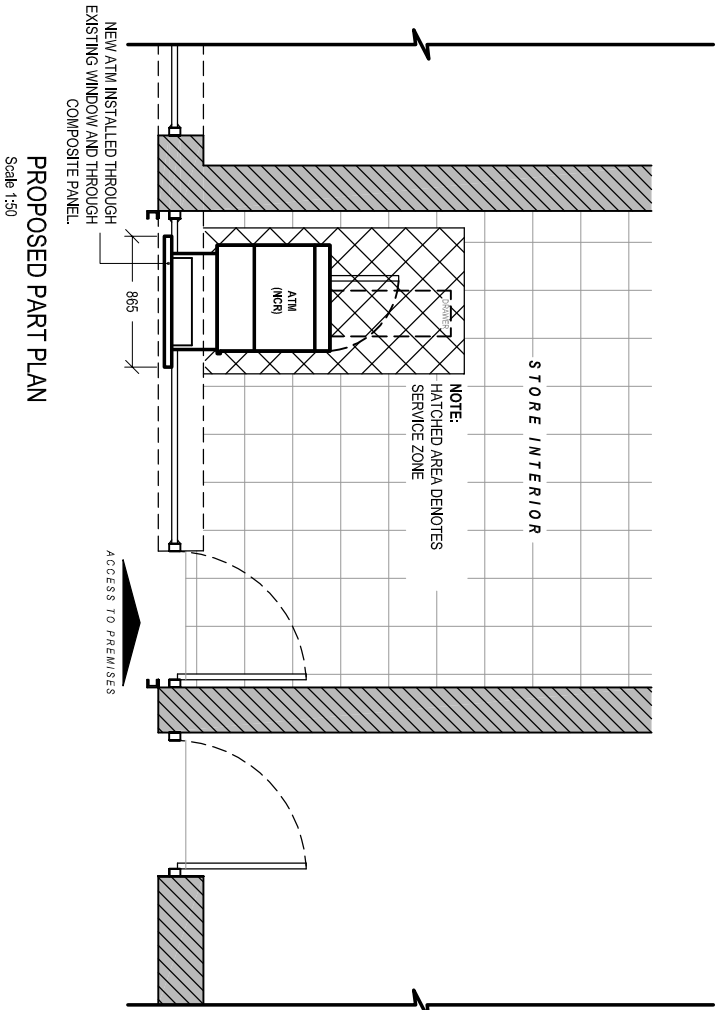 DRAWER
ATM
(NCR)
STORE INTERIOR
NOTE:
HATCHED AREA DENOTES
SERVICE ZONE
865
NEW ATM INSTALLED THROUGH
EXISTING WINDOW AND THROUGH
COMPOSITE PANEL.
ACCESS TO PREMISES
PROPOSED PART PLAN
Scale 1:50